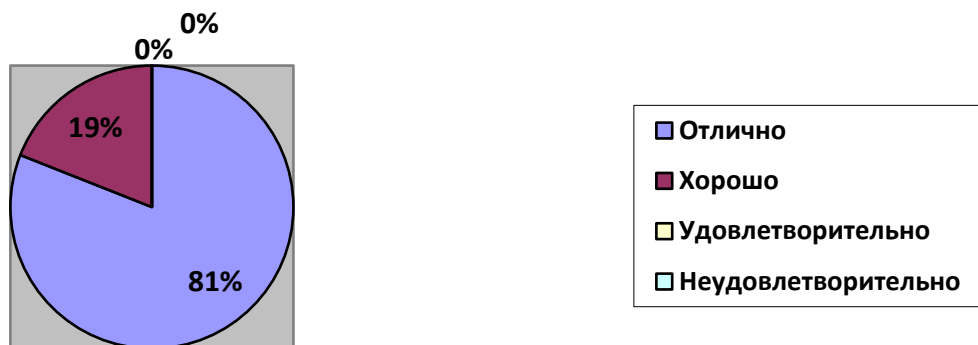 0%
0%
19%
81%
Отлично
Хорошо
Удовлетворительно
Неудовлетворительно